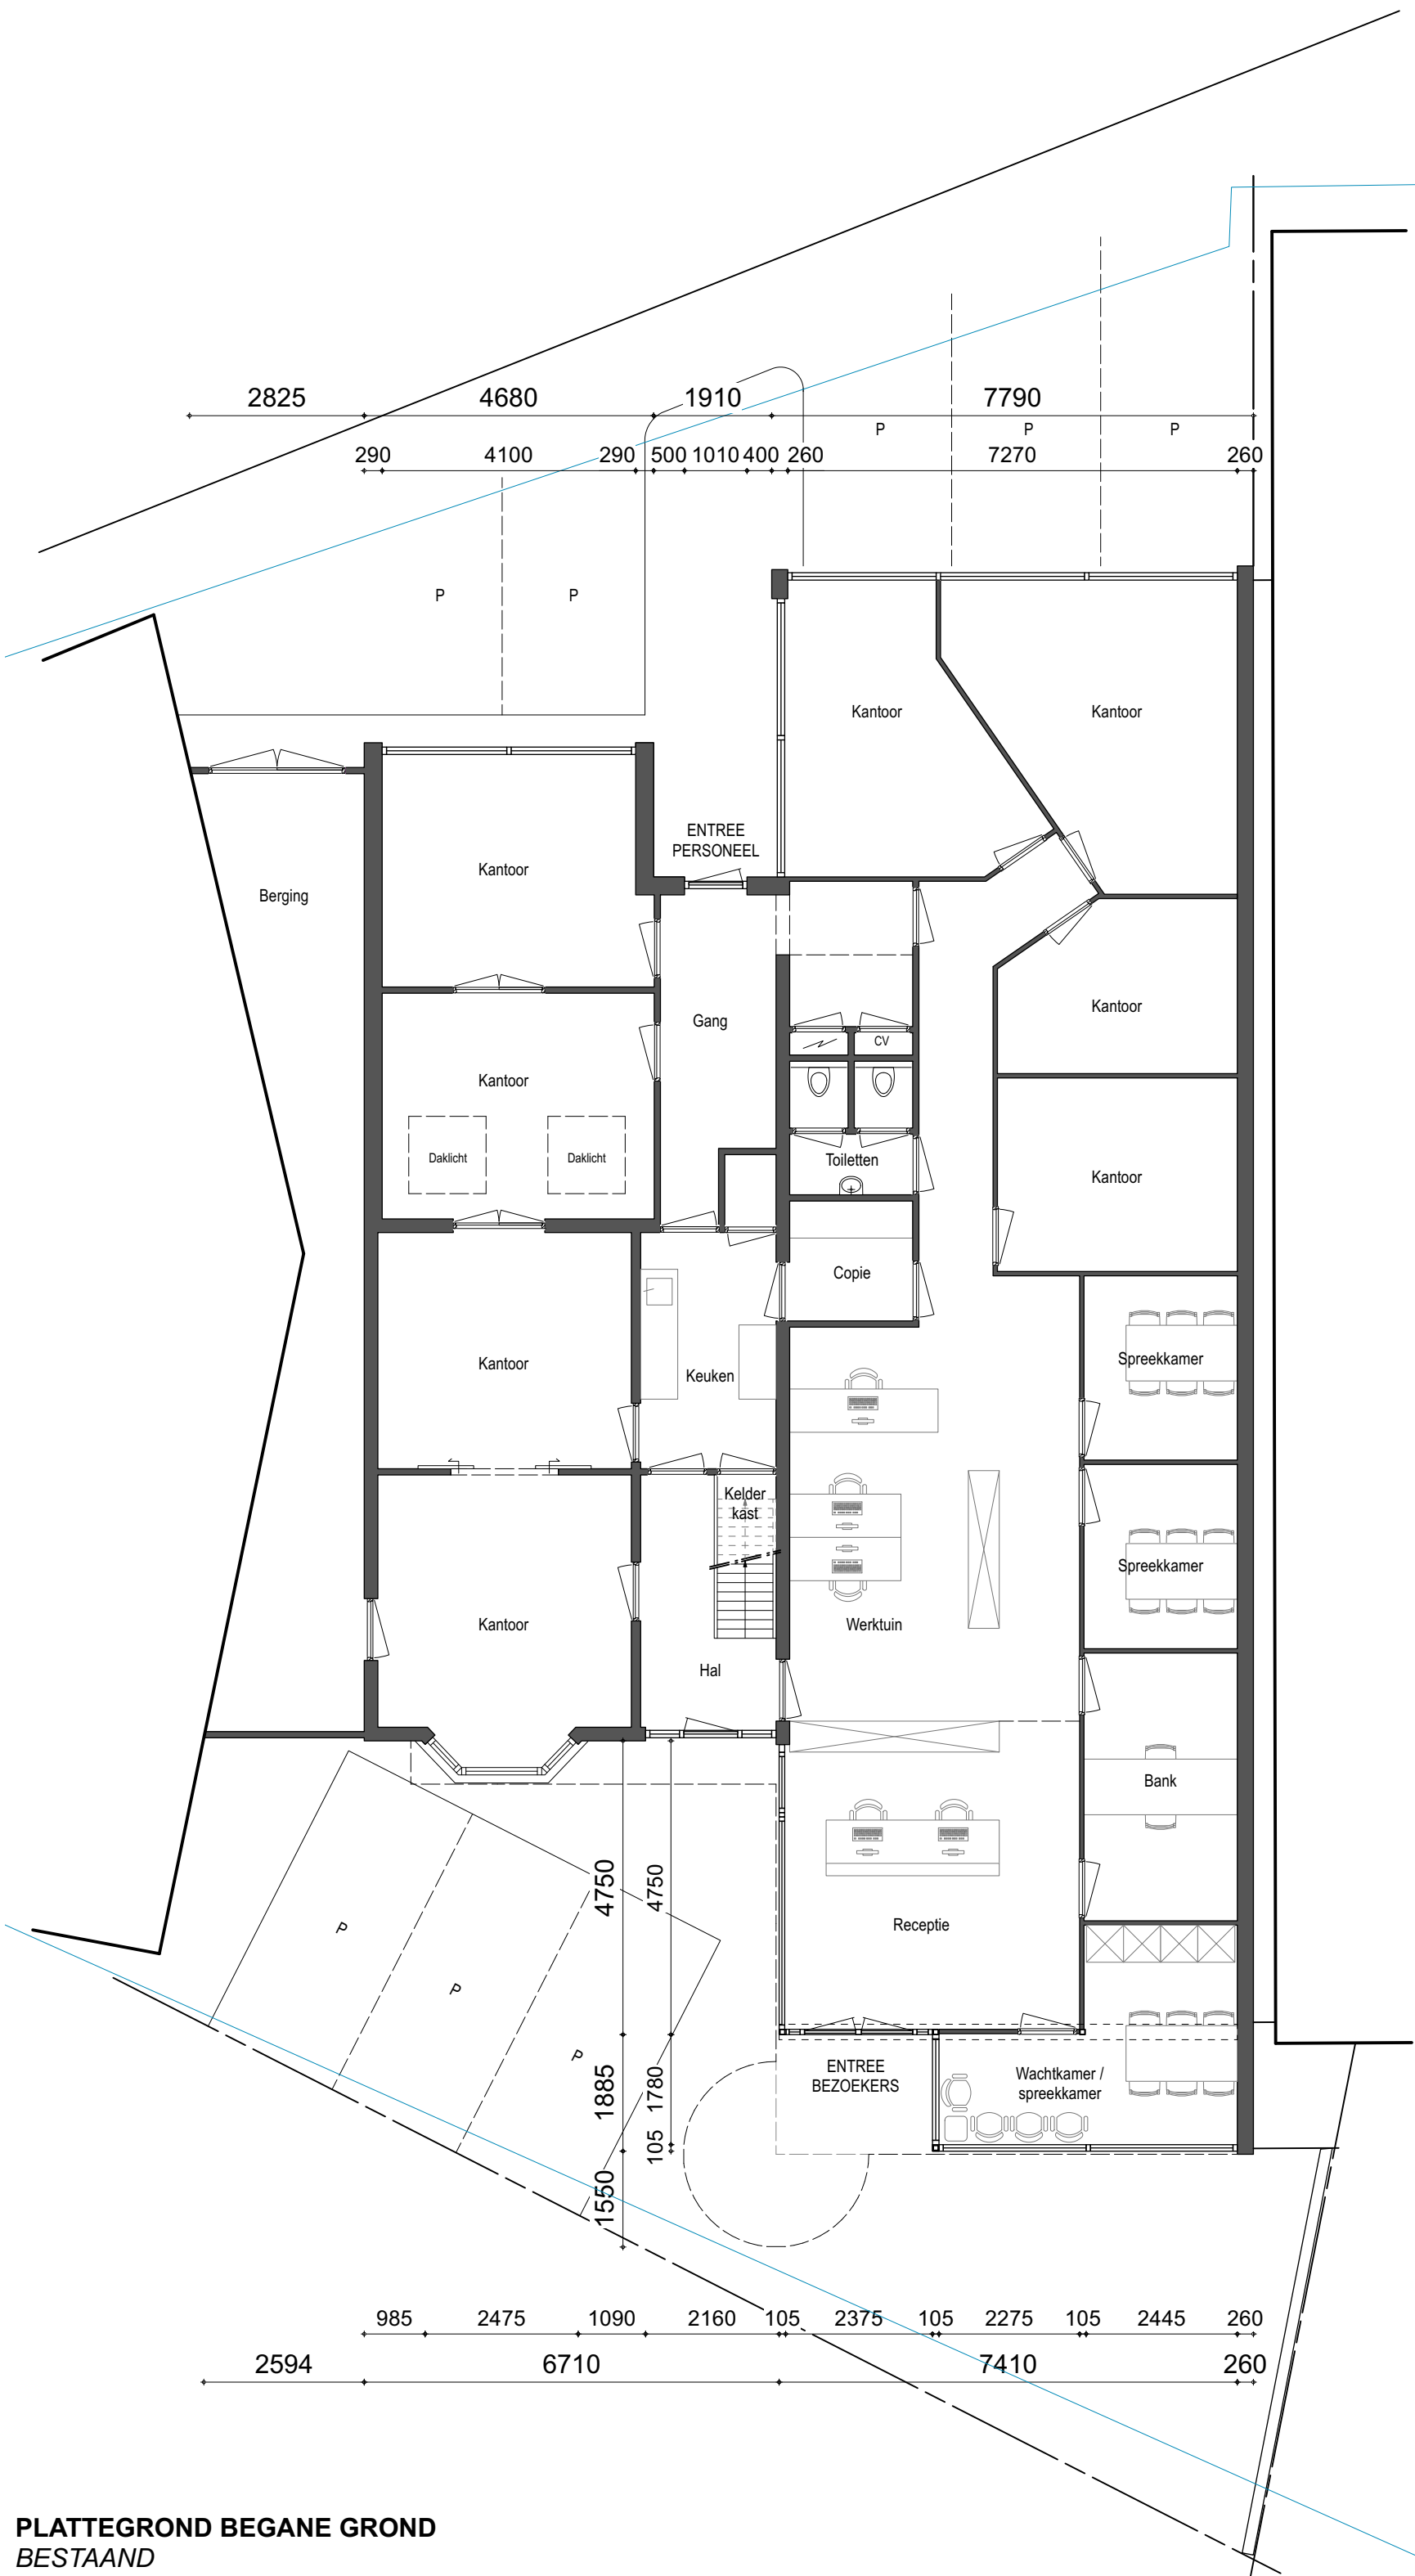 2825 4680 1910 7790
P P P
290 4100 290 500 1010 400 260 7270 260
P P
Kantoor Kantoor
ENTREE
PERSONEEL
Kantoor
Berging
Kantoor
Gang
CV
Kantoor
Daklicht Daklicht
Toiletten
Kantoor
Copie
Spreekkamer
Kantoor
Keuken
Kelder
kast
Spreekkamer
Kantoor
Werktuin
Hal
Bank
4750 4750
Receptie
P
P
P
1885 1780
ENTREE
BEZOEKERS
Wachtkamer /
spreekkamer
105
1550
985 2475 1090 2160 105 2375 105 2275 105 2445 260
2594 6710 7410 260
PLATTEGROND BEGANE GROND
BESTAAND